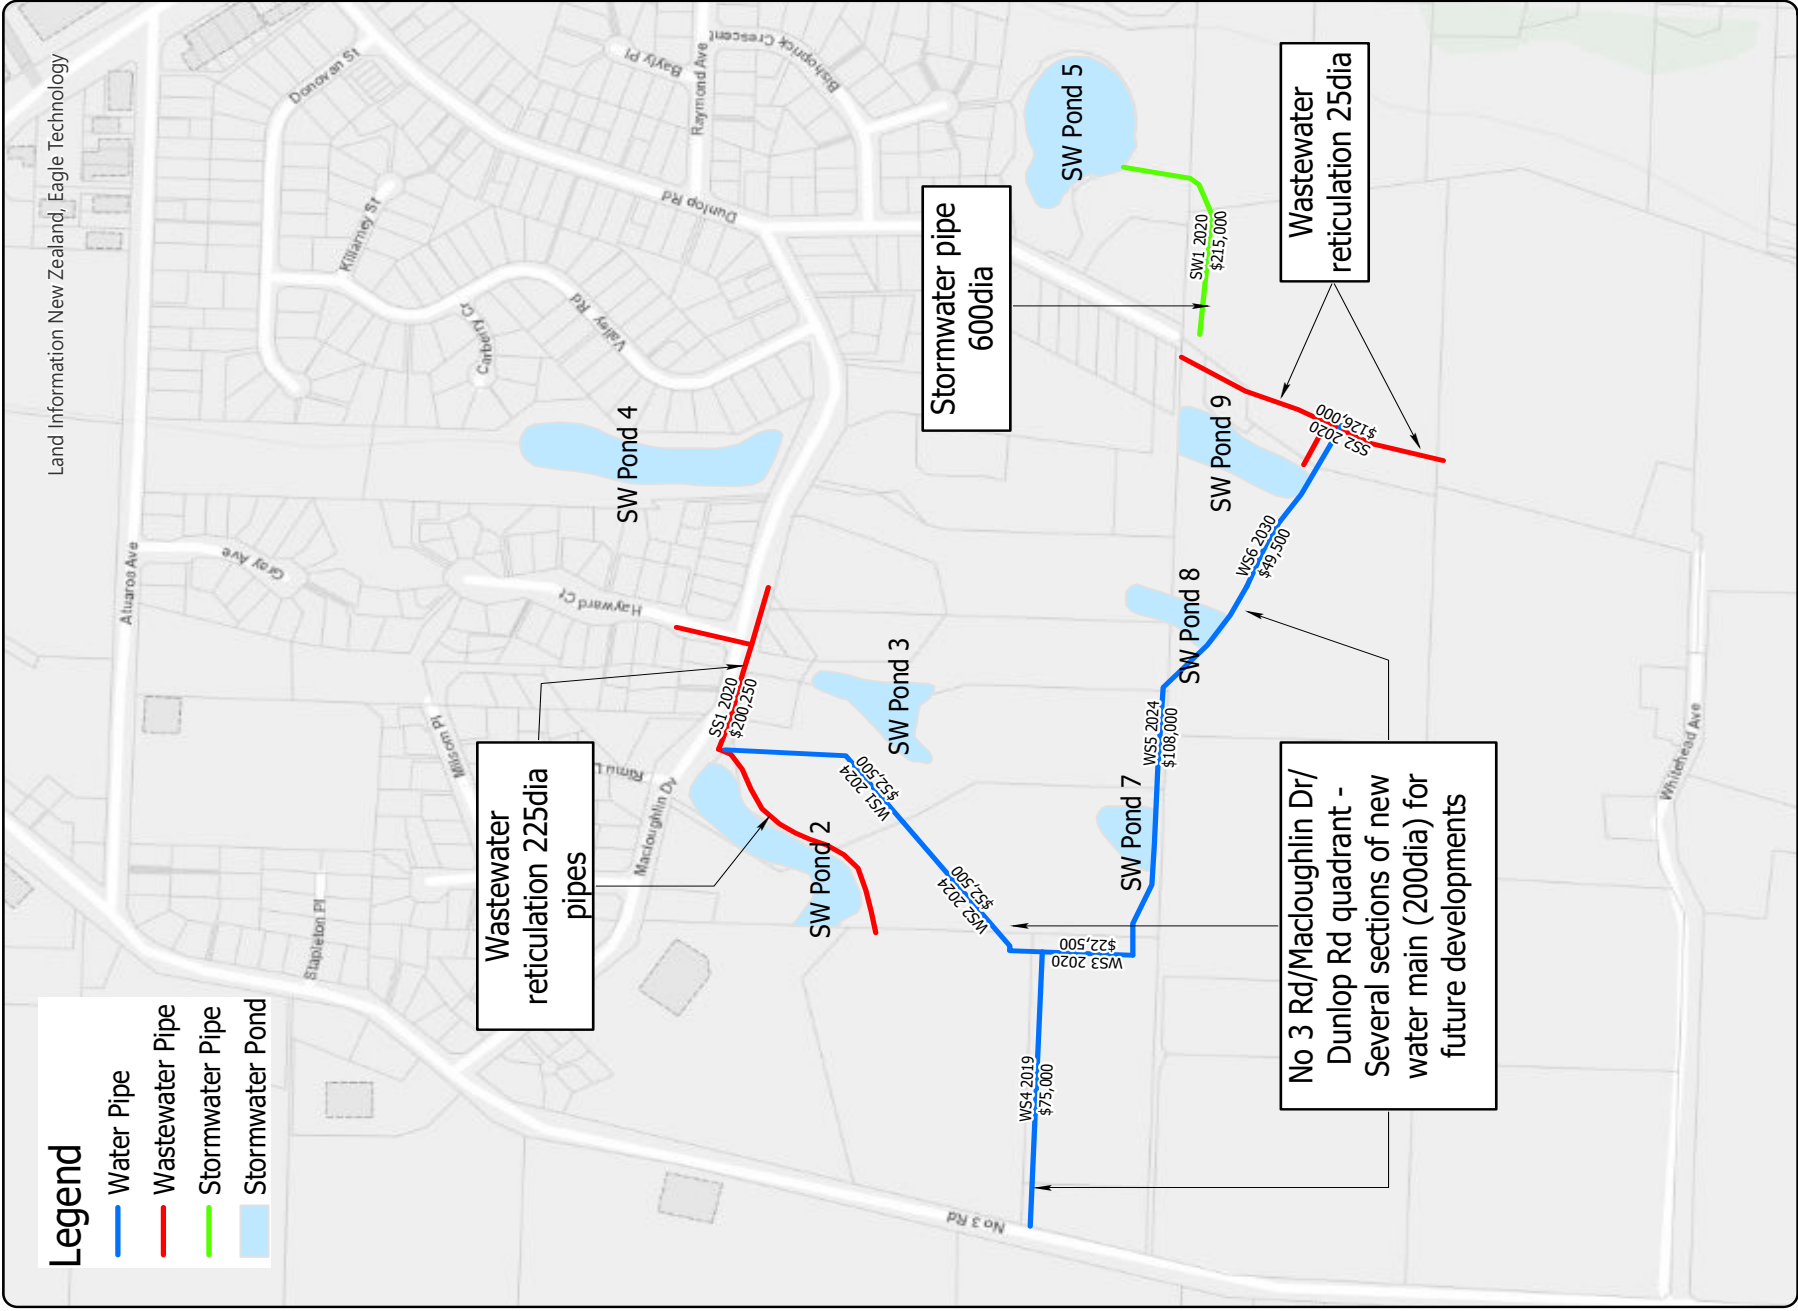 Land Information New Zealand, Eagle Technology
Legend
Water Pipe
Wastewater Pipe
Stormwater Pipe
Stormwater Pond
Wastewater
reticulation 225dia
pipes
Stormwater pipe
600dia
Wastewater
reticulation 25dia
No 3 Rd/Macloughlin Dr/
Dunlop Rd quadrant -
Several sections of new
water main (200dia) for
future developments
SW Pond 2
SW Pond 3
SW Pond 4
SW Pond 5
SW Pond 7
SW Pond 8
SW Pond 9
SS1 2020
$200,250
WS1 2024
$52,500
WS2 2024
$52,500
WS3 2020
$22,500
WS4 2019
$75,000
WS5 2024
$108,000
WS6 2030
$49,500
SS2 2020
$126,000
SW1 2020
$215,000
Atuaroa Ave
Donovan St
Killarney St
Carberry Cr
Valley Rd
Dunlop Rd
Raymond Ave
Bayly Pl
Bishoprick Crescent
Gray Ave
Hayward Cr
Milsom Pl
Rimu L
Macloughlin Dr
Stapleton Pl
No 3 Rd
Whitehead Ave